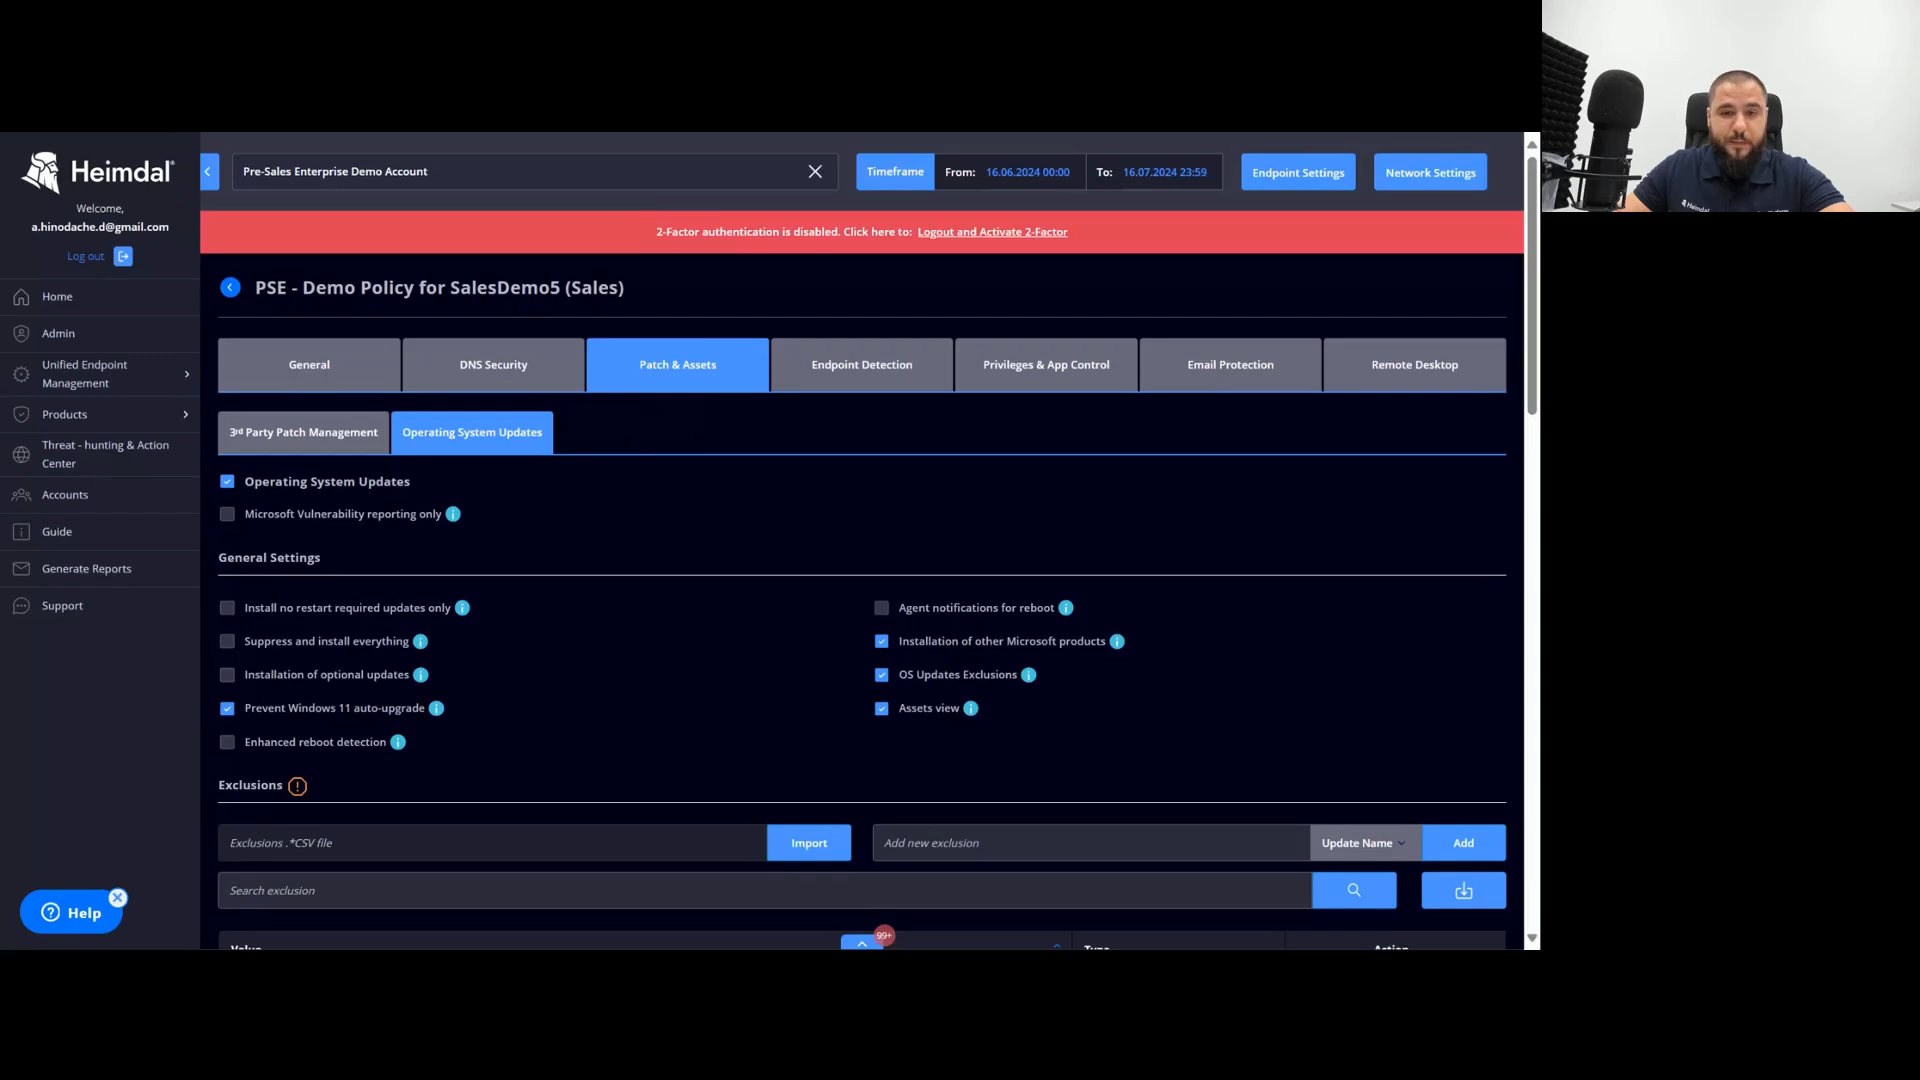 Heimdal®
Welcome,
a.hinodache.d@gmail.com
Log out
Home
Admin
Unified Endpoint
Management
Products
Threat - hunting & Action
Center
Accounts
Guide
Generate Reports
Support
Help
Pre-Sales Enterprise Demo Account
Timeframe
From: 16.06.2024 00:00
To: 16.07.2024 23:59
Endpoint Settings
Network Settings
2-Factor authentication is disabled. Click here to: Logout and Activate 2-Factor
PSE - Demo Policy for SalesDemo5 (Sales)
General
DNS Security
Patch & Assets
Endpoint Detection
Privileges & App Control
Email Protection
Remote Desktop
3rd Party Patch Management
Operating System Updates
Operating System Updates
Microsoft Vulnerability reporting only
General Settings
Install no restart required updates only
Agent notifications for reboot
Suppress and install everything
Installation of other Microsoft products
Installation of optional updates
OS Updates Exclusions
Prevent Windows 11 auto-upgrade
Assets view
Enhanced reboot detection
Exclusions
Exclusions .*CSV file
Import
Add new exclusion
Update Name
Add
Search exclusion
99+
Value
Type
Action
Heimdal